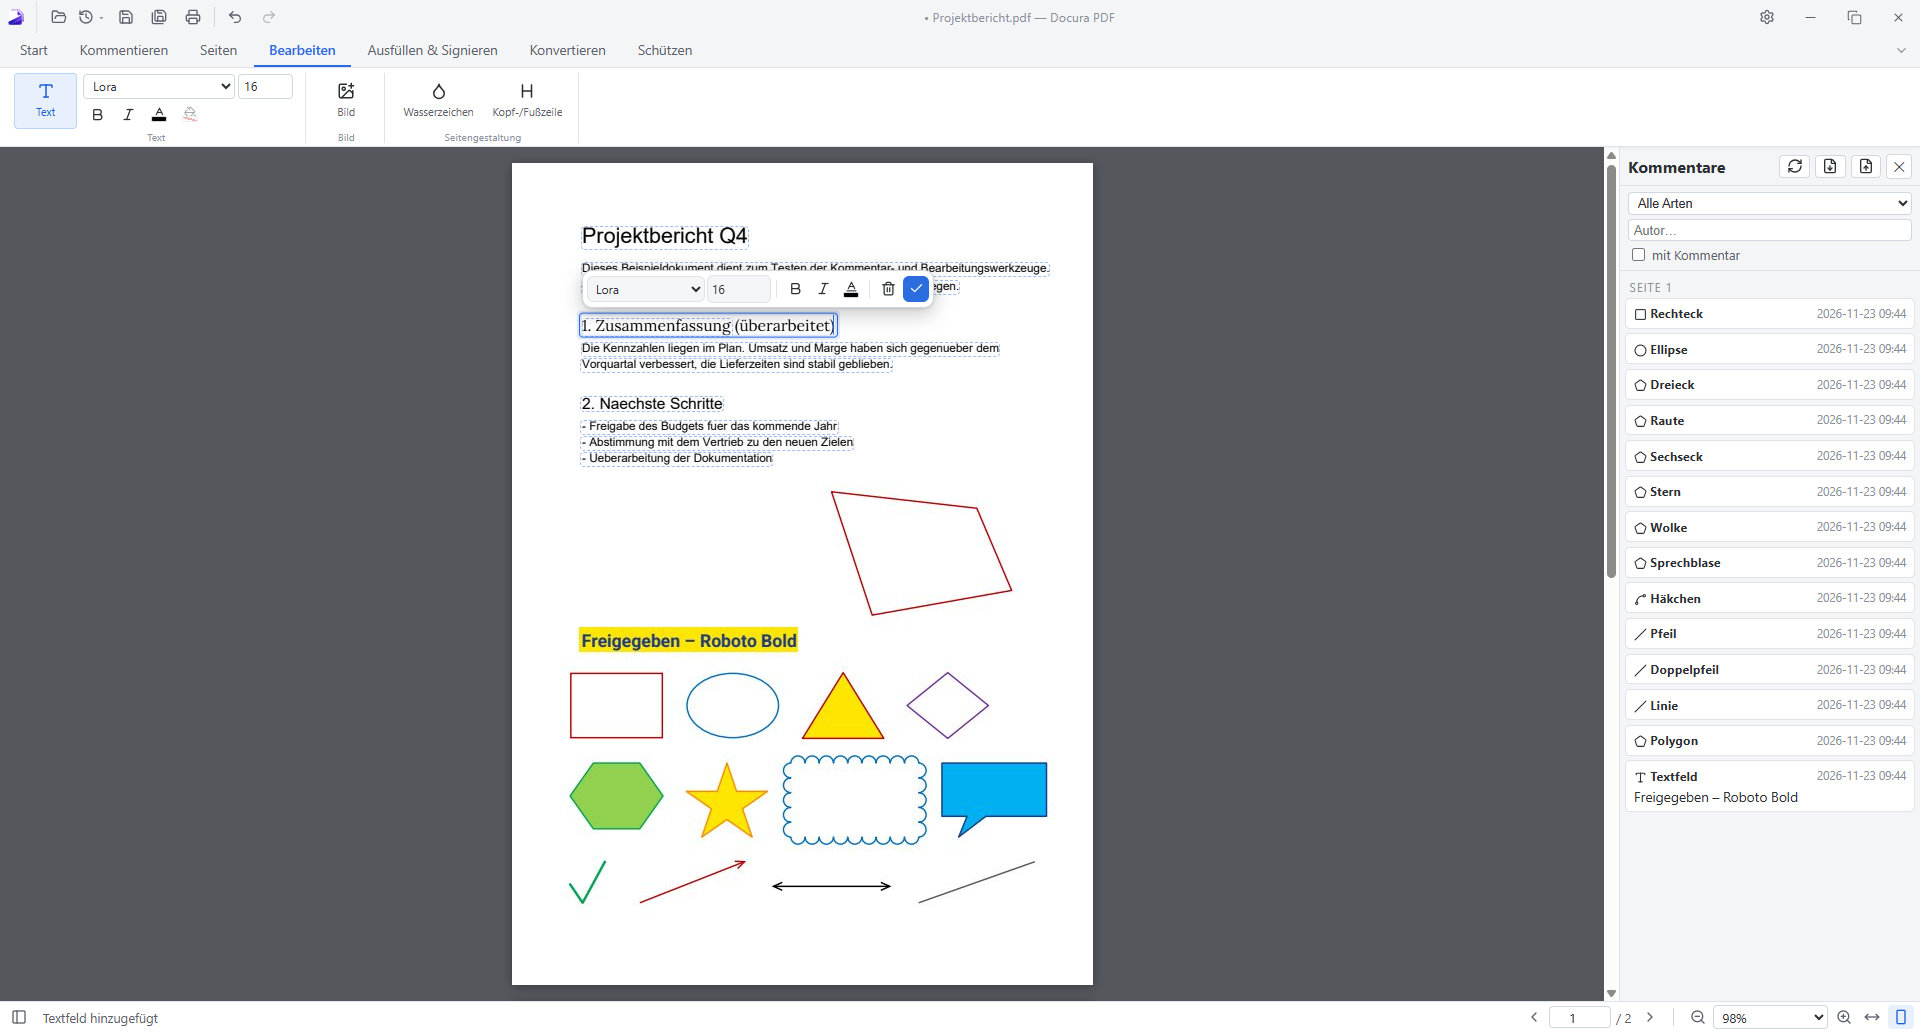 • Projektbericht.pdf — Docura PDF
Start Kommentieren Seiten Bearbeiten Ausfüllen & Signieren Konvertieren Schützen
Text
Lora
16
Text
Bild
Bild
Wasserzeichen
Kopf-/Fußzeile
Seitengestaltung
Projektbericht Q4
Dieses Beispieldokument dient zum Testen der Kommentar- und Bearbeitungswerkzeuge.
egen.
Lora
16
1. Zusammenfassung (überarbeitet)
Die Kennzahlen liegen im Plan. Umsatz und Marge haben sich gegenueber dem
Vorquartal verbessert, die Lieferzeiten sind stabil geblieben.
2. Naechste Schritte
- Freigabe des Budgets fuer das kommende Jahr
- Abstimmung mit dem Vertrieb zu den neuen Zielen
- Ueberarbeitung der Dokumentation
Freigegeben – Roboto Bold
Kommentare
Alle Arten
Autor...
mit Kommentar
SEITE 1
Rechteck 2026-11-23 09:44
Ellipse 2026-11-23 09:44
Dreieck 2026-11-23 09:44
Raute 2026-11-23 09:44
Sechseck 2026-11-23 09:44
Stern 2026-11-23 09:44
Wolke 2026-11-23 09:44
Sprechblase 2026-11-23 09:44
Häkchen 2026-11-23 09:44
Pfeil 2026-11-23 09:44
Doppelpfeil 2026-11-23 09:44
Linie 2026-11-23 09:44
Polygon 2026-11-23 09:44
Textfeld 2026-11-23 09:44
Freigegeben – Roboto Bold
Textfeld hinzugefügt
1 / 2
98%